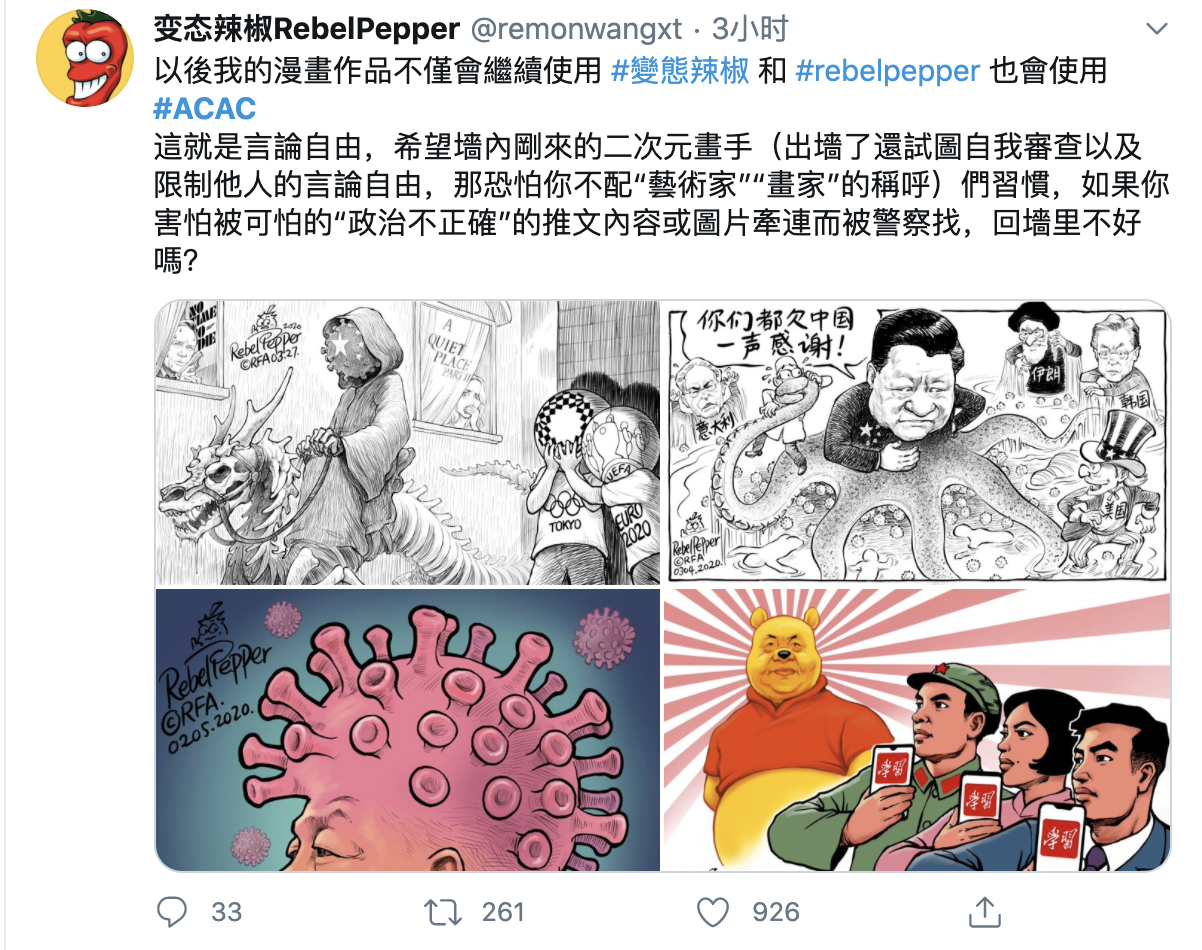 变态辣椒RebelPepper @remonwangxt · 3小时
以後我的漫畫作品不僅會繼續使用 #變態辣椒 和 #rebelpepper 也會使用
#ACAC
這就是言論自由，希望墻內剛來的二次元畫手（出墻了還試圖自我審查以及
限制他人的言論自由，那恐怕你不配“藝術家”“畫家”的稱呼）們習慣，如果你
害怕被可怕的“政治不正確”的推文內容或圖片牽連而被警察找，回墻里不好
嗎?
NO
TIME
TO
DIE
2020
RebelPepper
©RFA03.27.
A
QUIET
PLACE
TOKYO
UEFA
EURO
2020
你们都欠中国
一声感谢！
意大利
伊朗
韩国
美国
RebelPepper
©RFA
0304.2020.
RebelPepper
©RFA.
0205.2020.
学習
学習
学習
33
261
926